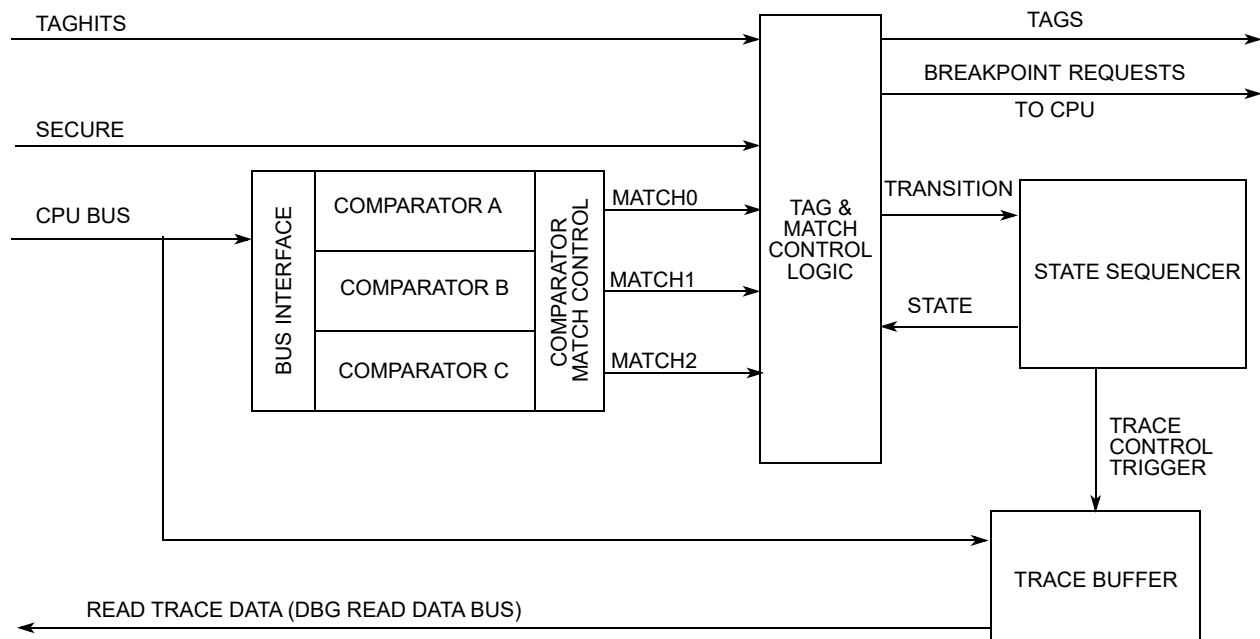 TAGHITS
TAGS
BREAKPOINT REQUESTS
TO CPU
SECURE
CPU BUS
BUS INTERFACE
COMPARATOR A
COMPARATOR B
COMPARATOR C
COMPARATOR
MATCH CONTROL
MATCH0
MATCH1
MATCH2
TAG &
MATCH
CONTROL
LOGIC
TRANSITION
STATE
STATE SEQUENCER
TRACE
CONTROL
TRIGGER
TRACE BUFFER
READ TRACE DATA (DBG READ DATA BUS)